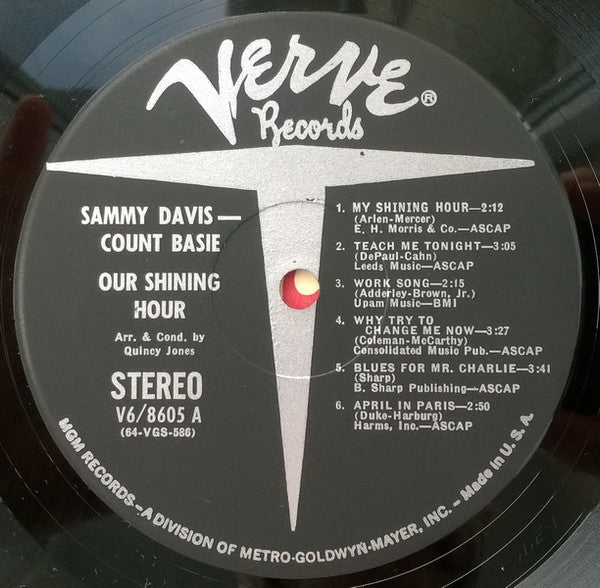 Verve®
Records
SAMMY DAVIS—
COUNT BASIE
OUR SHINING
HOUR
Arr. & Cond. by
Quincy Jones
STEREO
V6/8605 A
(64-VGS-586)
1. MY SHINING HOUR—2:12
(Arlen-Mercer)
E. H. Morris & Co.—ASCAP
2. TEACH ME TONIGHT—3:05
(DePaul-Cahn)
Leeds Music—ASCAP
3. WORK SONG—2:15
(Adderley-Brown, Jr.)
Upam Music—BMI
4. WHY TRY TO
CHANGE ME NOW—3:27
(Coleman-McCarthy)
Consolidated Music Pub.—ASCAP
5. BLUES FOR MR. CHARLIE—3:41
(Sharp)
B. Sharp Publishing—ASCAP
6. APRIL IN PARIS—2:50
(Duke-Harburg)
Harms, Inc.—ASCAP
MGM RECORDS—A DIVISION OF METRO-GOLDWYN-MAYER, INC.—Made in U. S. A.